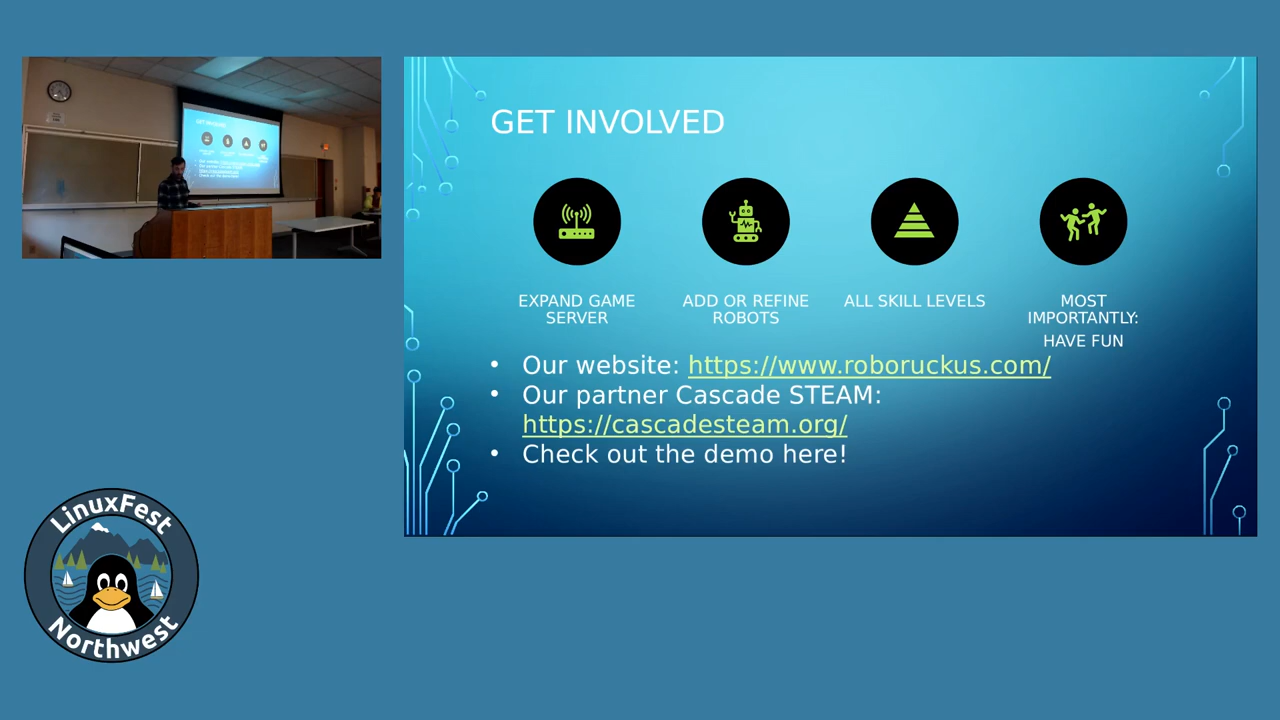 GET INVOLVED
EXPAND GAME
SERVER
ADD OR REFINE
ROBOTS
ALL SKILL LEVELS
MOST
IMPORTANTLY:
HAVE FUN
• Our website: https://www.roboruckus.com/
• Our partner Cascade STEAM:
https://cascadesteam.org/
• Check out the demo here!
LinuxFest
Northwest